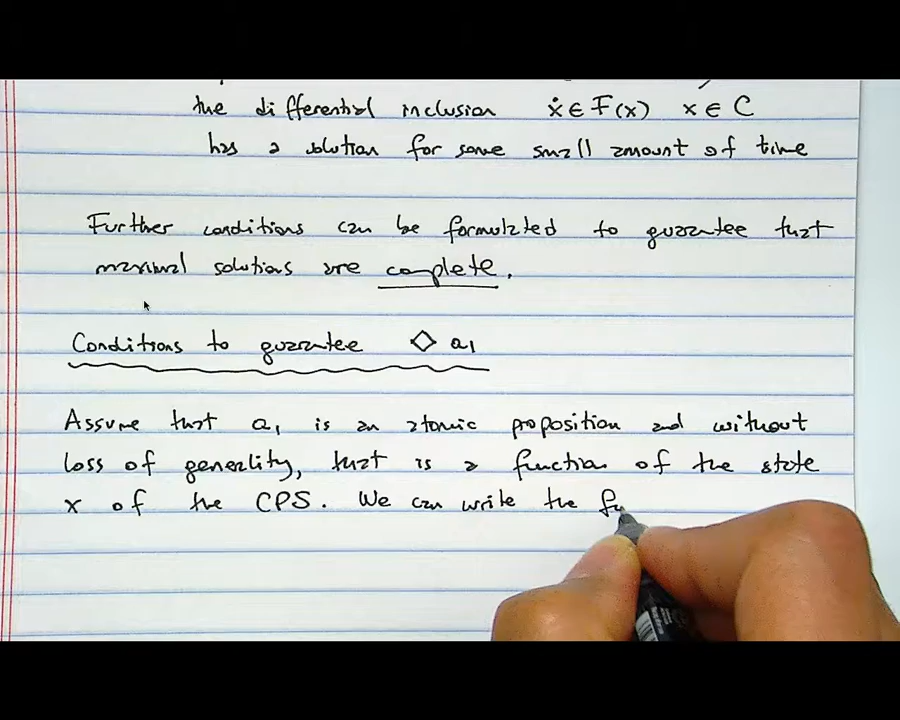 the differential inclusion ẋ ∈ F(x) x ∈ C
has a solution for some small amount of time
Further conditions can be formulated to guarantee that
maximal solutions are complete.
Conditions to guarantee ◇ a₁
Assume that a₁ is an atomic proposition and without
loss of generality, that is a function of the state
x of the CPS. We can write the fu